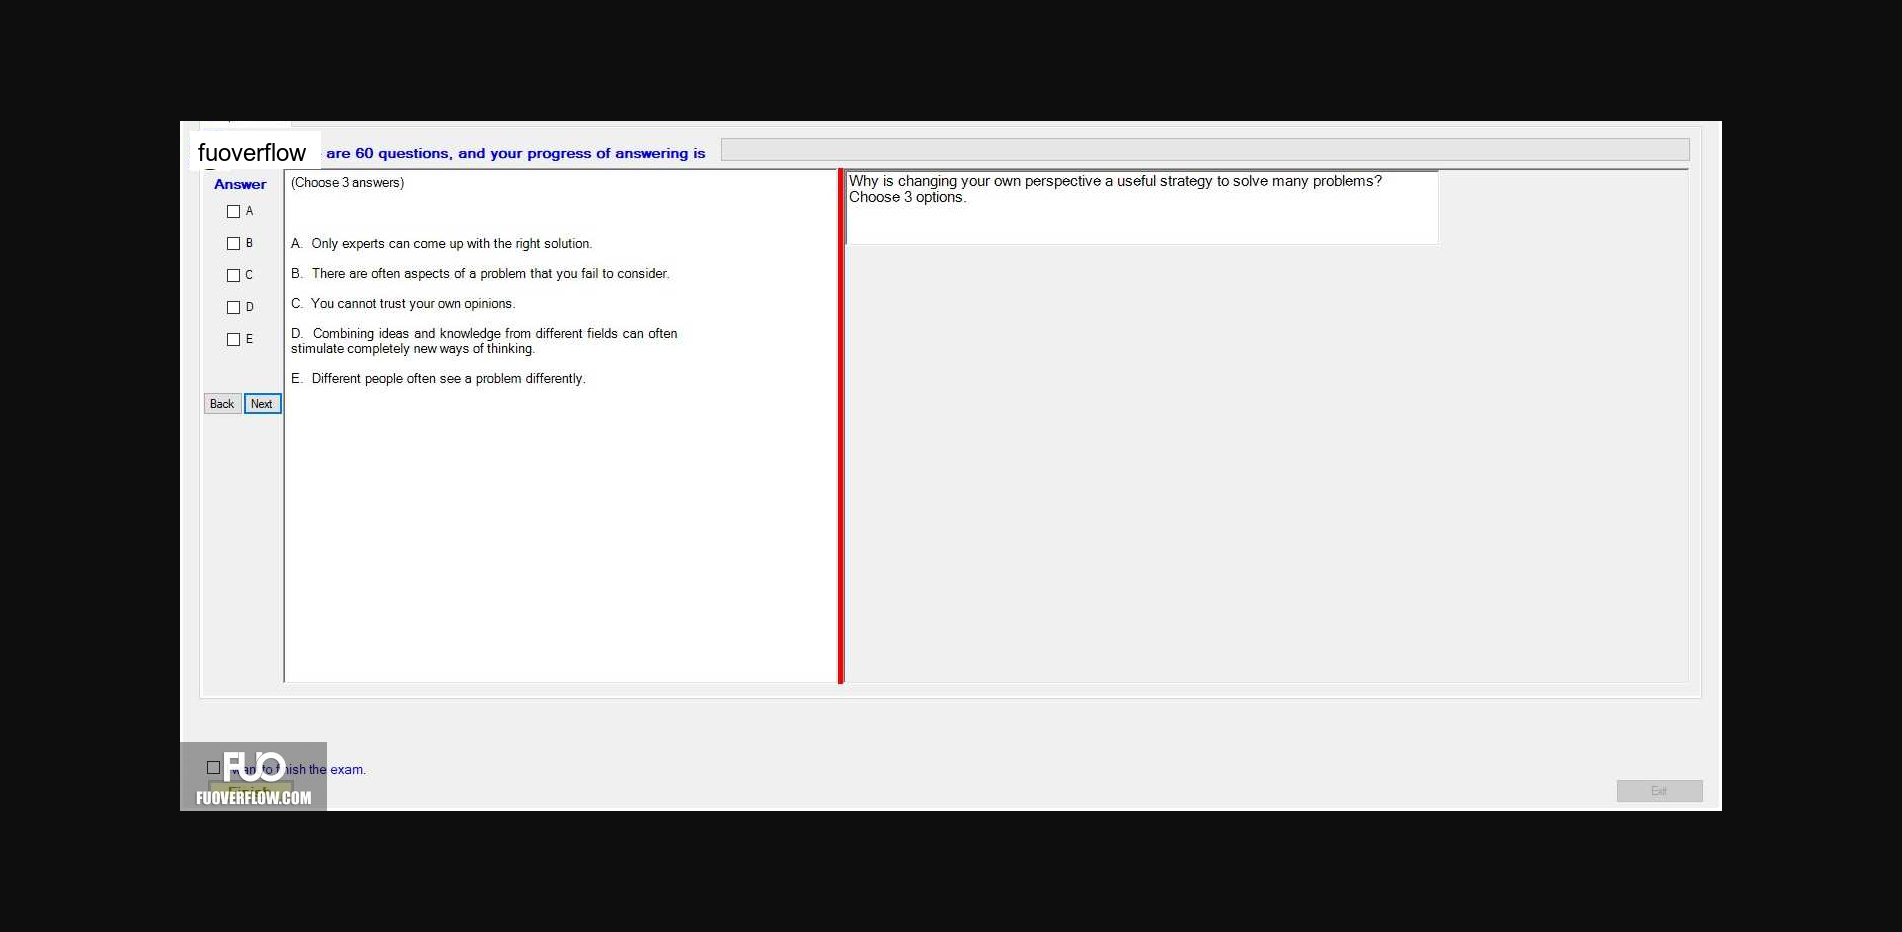 fuoverflow are 60 questions, and your progress of answering is
Answer
A
B
C
D
E
Back Next
(Choose 3 answers)
A. Only experts can come up with the right solution.
B. There are often aspects of a problem that you fail to consider.
C. You cannot trust your own opinions.
D. Combining ideas and knowledge from different fields can often
stimulate completely new ways of thinking.
E. Different people often see a problem differently.
Why is changing your own perspective a useful strategy to solve many problems?
Choose 3 options.
FUO
want to finish the exam.
Finish
FUOVERFLOW.COM
Exit